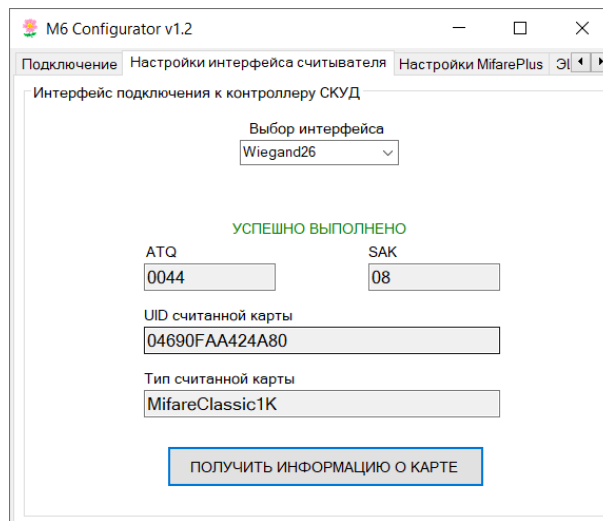 M6 Configurator v1.2
Подключение Настройки интерфейса считывателя Настройки MifarePlus
Интерфейс подключения к контроллеру СКУД
Выбор интерфейса
Wiegand26
УСПЕШНО ВЫПОЛНЕНО
ATQ SAK
0044 08
UID считанной карты
04690FAA424A80
Тип считанной карты
MifareClassic1K
ПОЛУЧИТЬ ИНФОРМАЦИЮ О КАРТЕ